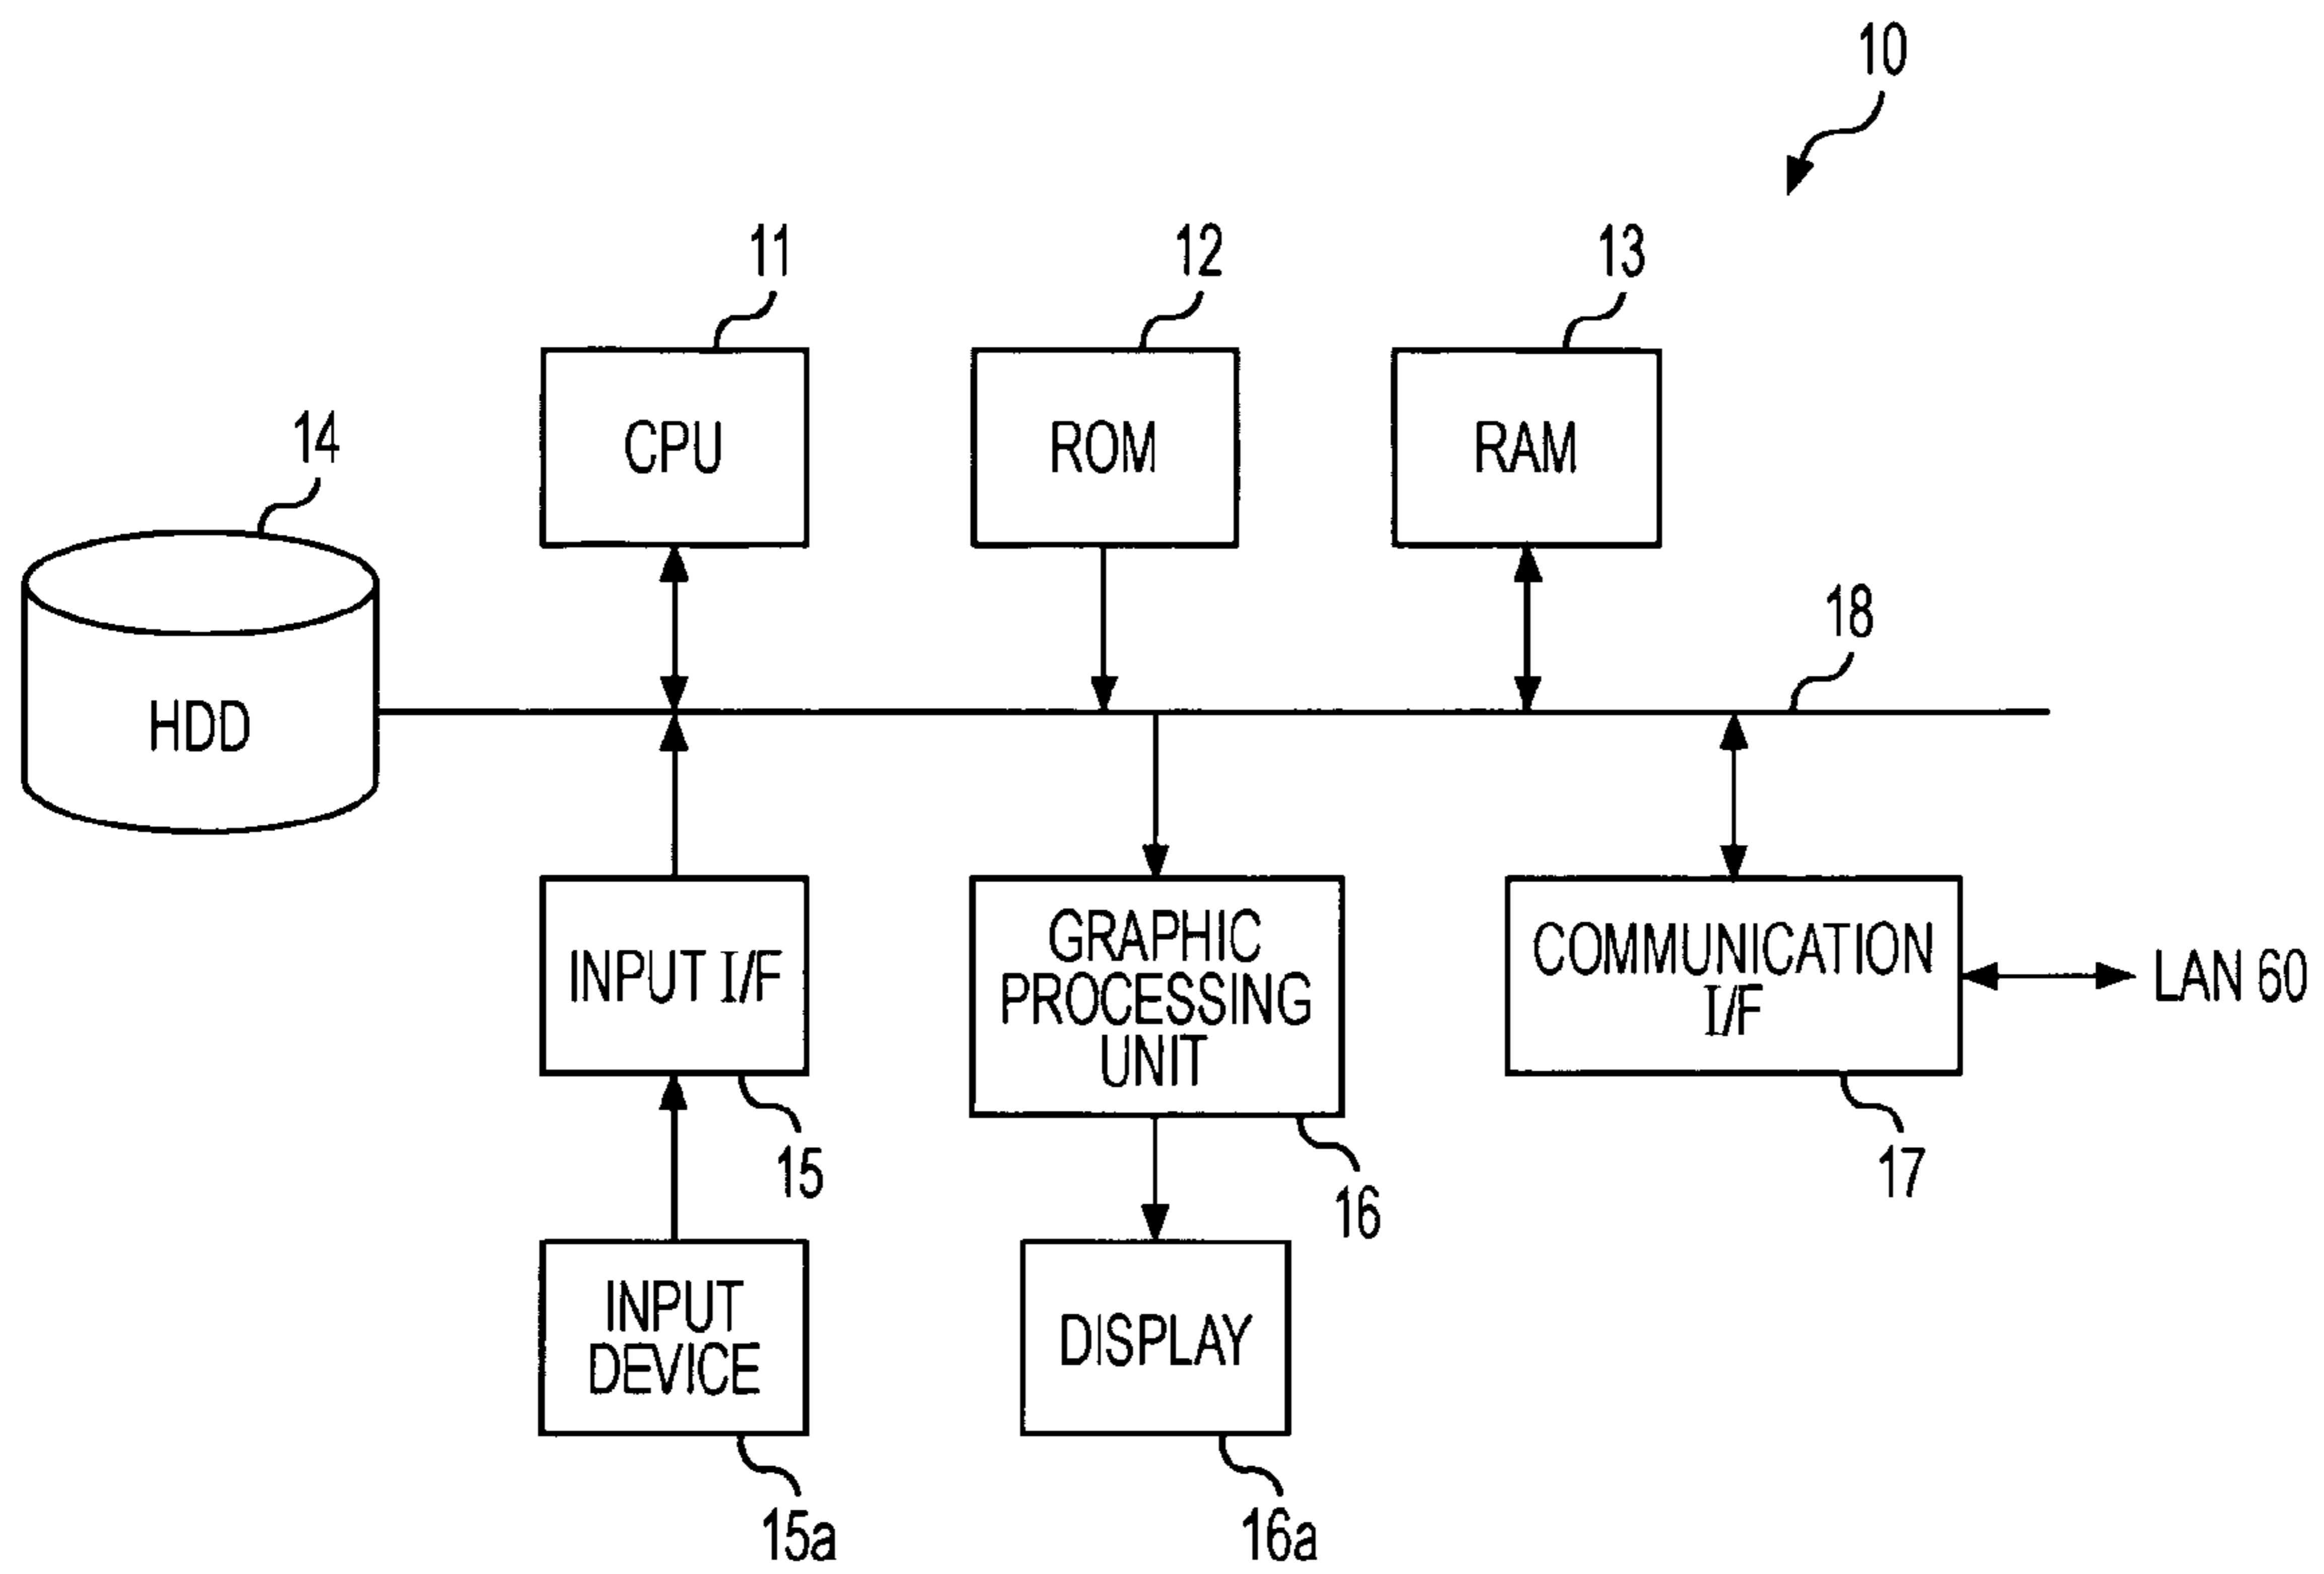 10
11
12
13
14
CPU
ROM
RAM
18
HDD
INPUT I/F
GRAPHIC
PROCESSING
UNIT
COMMUNICATION
I/F
LAN 60
15
16
17
INPUT
DEVICE
DISPLAY
15a
16a